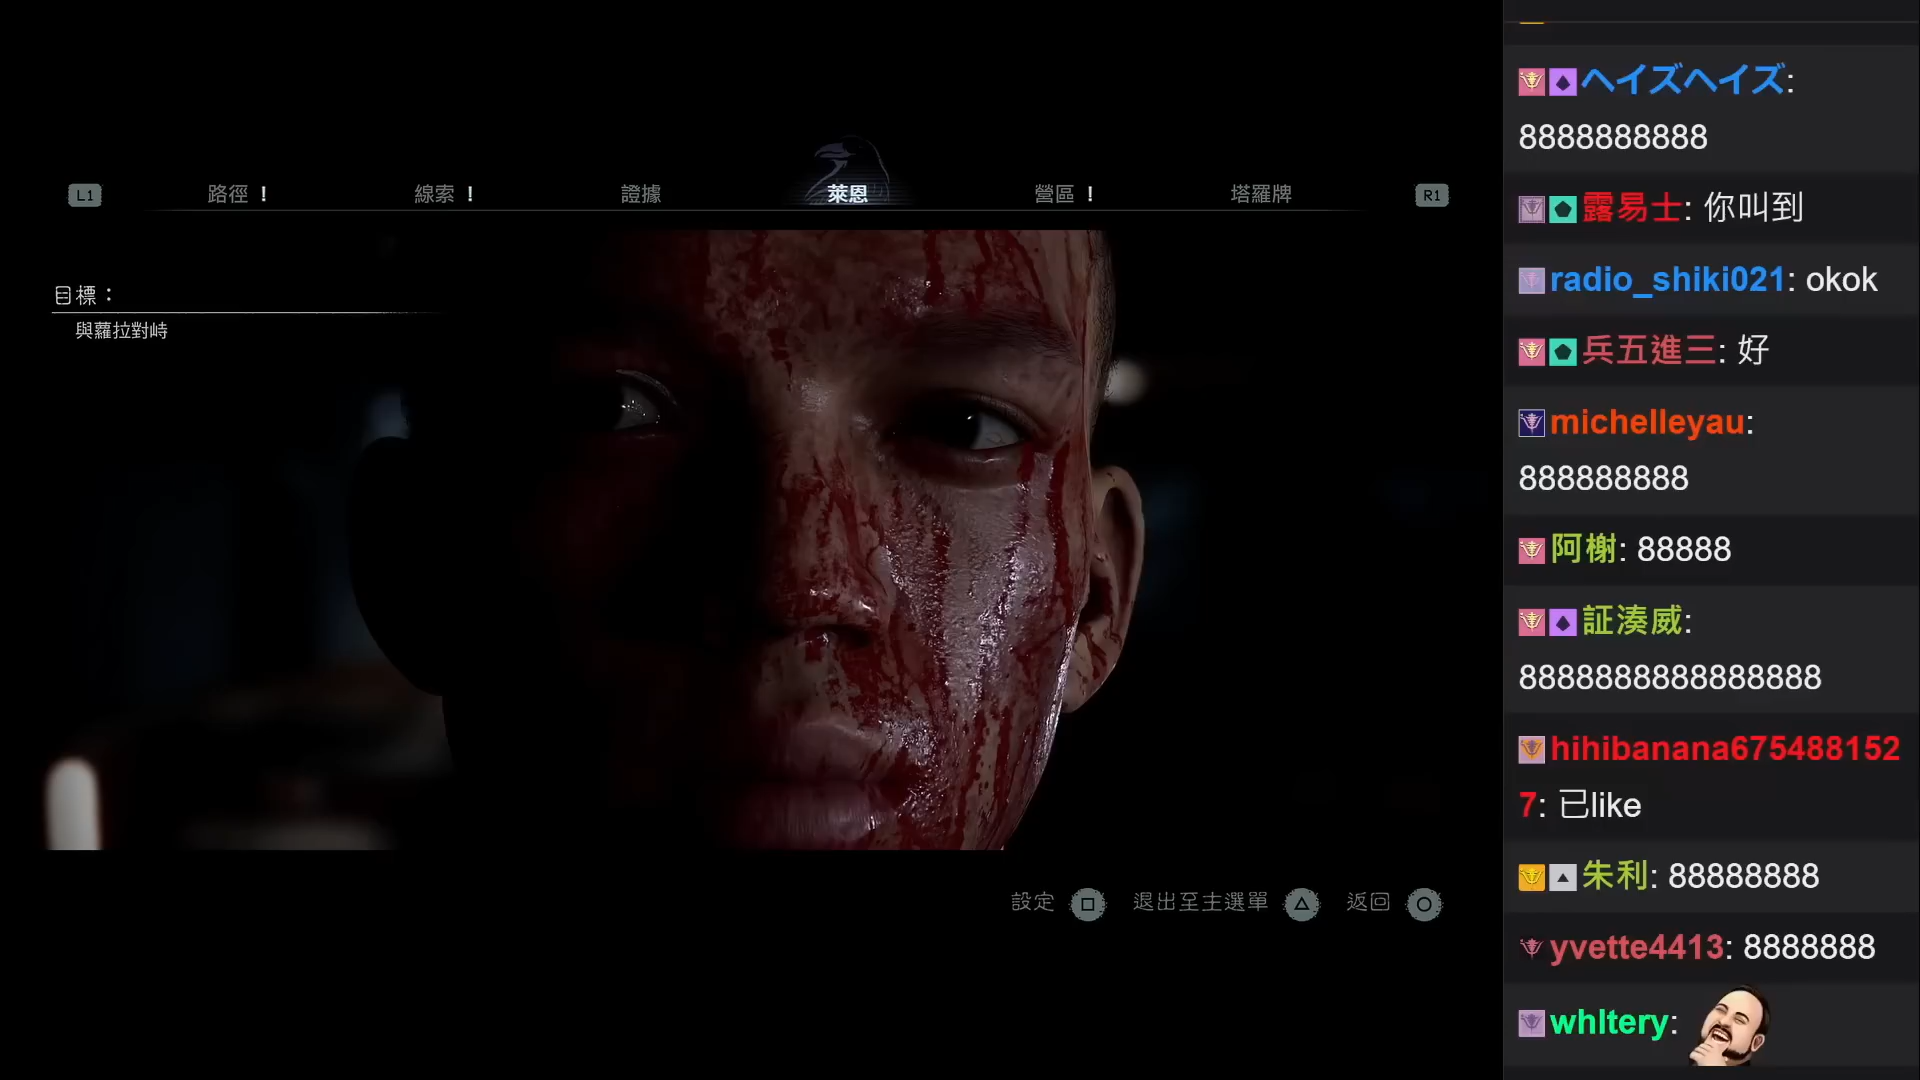 L1
路徑 !
線索 !
證據
萊恩
營區 !
塔羅牌
R1
目標：
與蘿拉對峙
設定
退出至主選單
返回
ヘイズヘイズ:
8888888888
露易士: 你叫到
radio_shiki021: okok
兵五進三: 好
michelleyau:
888888888
阿榭: 88888
証湊威:
8888888888888888
hihibanana675488152
7: 已like
朱利: 88888888
yvette4413: 8888888
whltery: